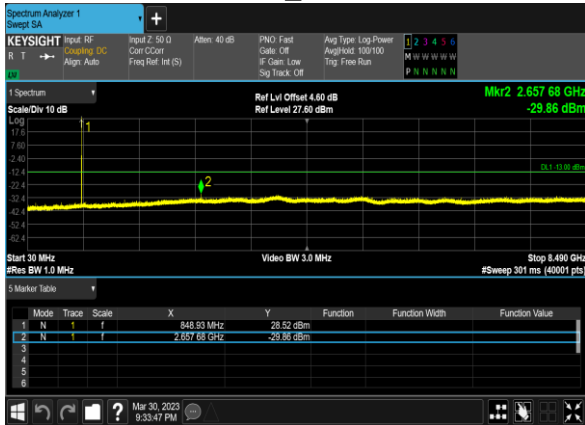 Spectrum Analyzer 1
Swept SA
KEYSIGHT Input: RF Input Z: 50 Ω Atten: 40 dB PNO: Fast Avg Type: Log-Power 1 2 3 4 5 6
R T Coupling: DC Corr CCorr Gate: Off Avg|Hold: 100/100 M W W W W W
Align: Auto Freq Ref: Int (S) IF Gain: Low Trig: Free Run P N N N N N
Sig Track: Off
1 Spectrum Ref Lvl Offset 4.60 dB Mkr2 2.657 68 GHz
Scale/Div 10 dB Ref Level 27.60 dBm -29.86 dBm
Log
17.6
7.60
-2.40
-12.4
-22.4
-32.4
-42.4
-52.4
-62.4
1
2
DL1 -13.00 dBm
Start 30 MHz Video BW 3.0 MHz Stop 8.490 GHz
#Res BW 1.0 MHz #Sweep 301 ms (40001 pts)
5 Marker Table
Mode Trace Scale X Y Function Function Width Function Value
1 N 1 f 848.93 MHz 28.52 dBm
2 N 1 f 2.657 68 GHz -29.86 dBm
3
4
5
6
? Mar 30, 2023
9:33:47 PM